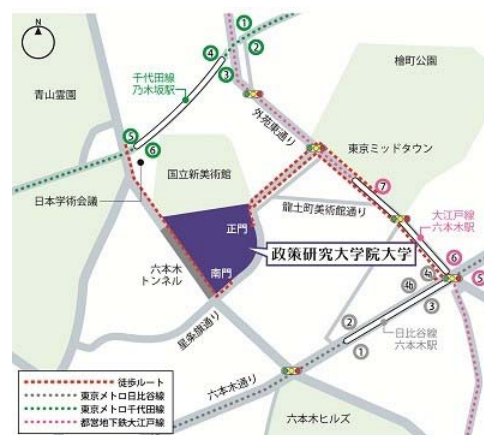 N
①
②
④
③
千代田線
乃木坂駅
檜町公園
青山霊園
外苑東通り
⑤
⑥
東京ミッドタウン
国立新美術館
日本学術会議
⑦
龍土町美術館通り
大江戸線
六本木駅
正門
政策研究大学院大学
六本木
トンネル
南門
⑥
4a
⑤
4b
③
星条旗通り
②
日比谷線
六本木駅
①
六本木通り
徒歩ルート
東京メトロ日比谷線
東京メトロ千代田線
都営地下鉄大江戸線
六本木ヒルズ